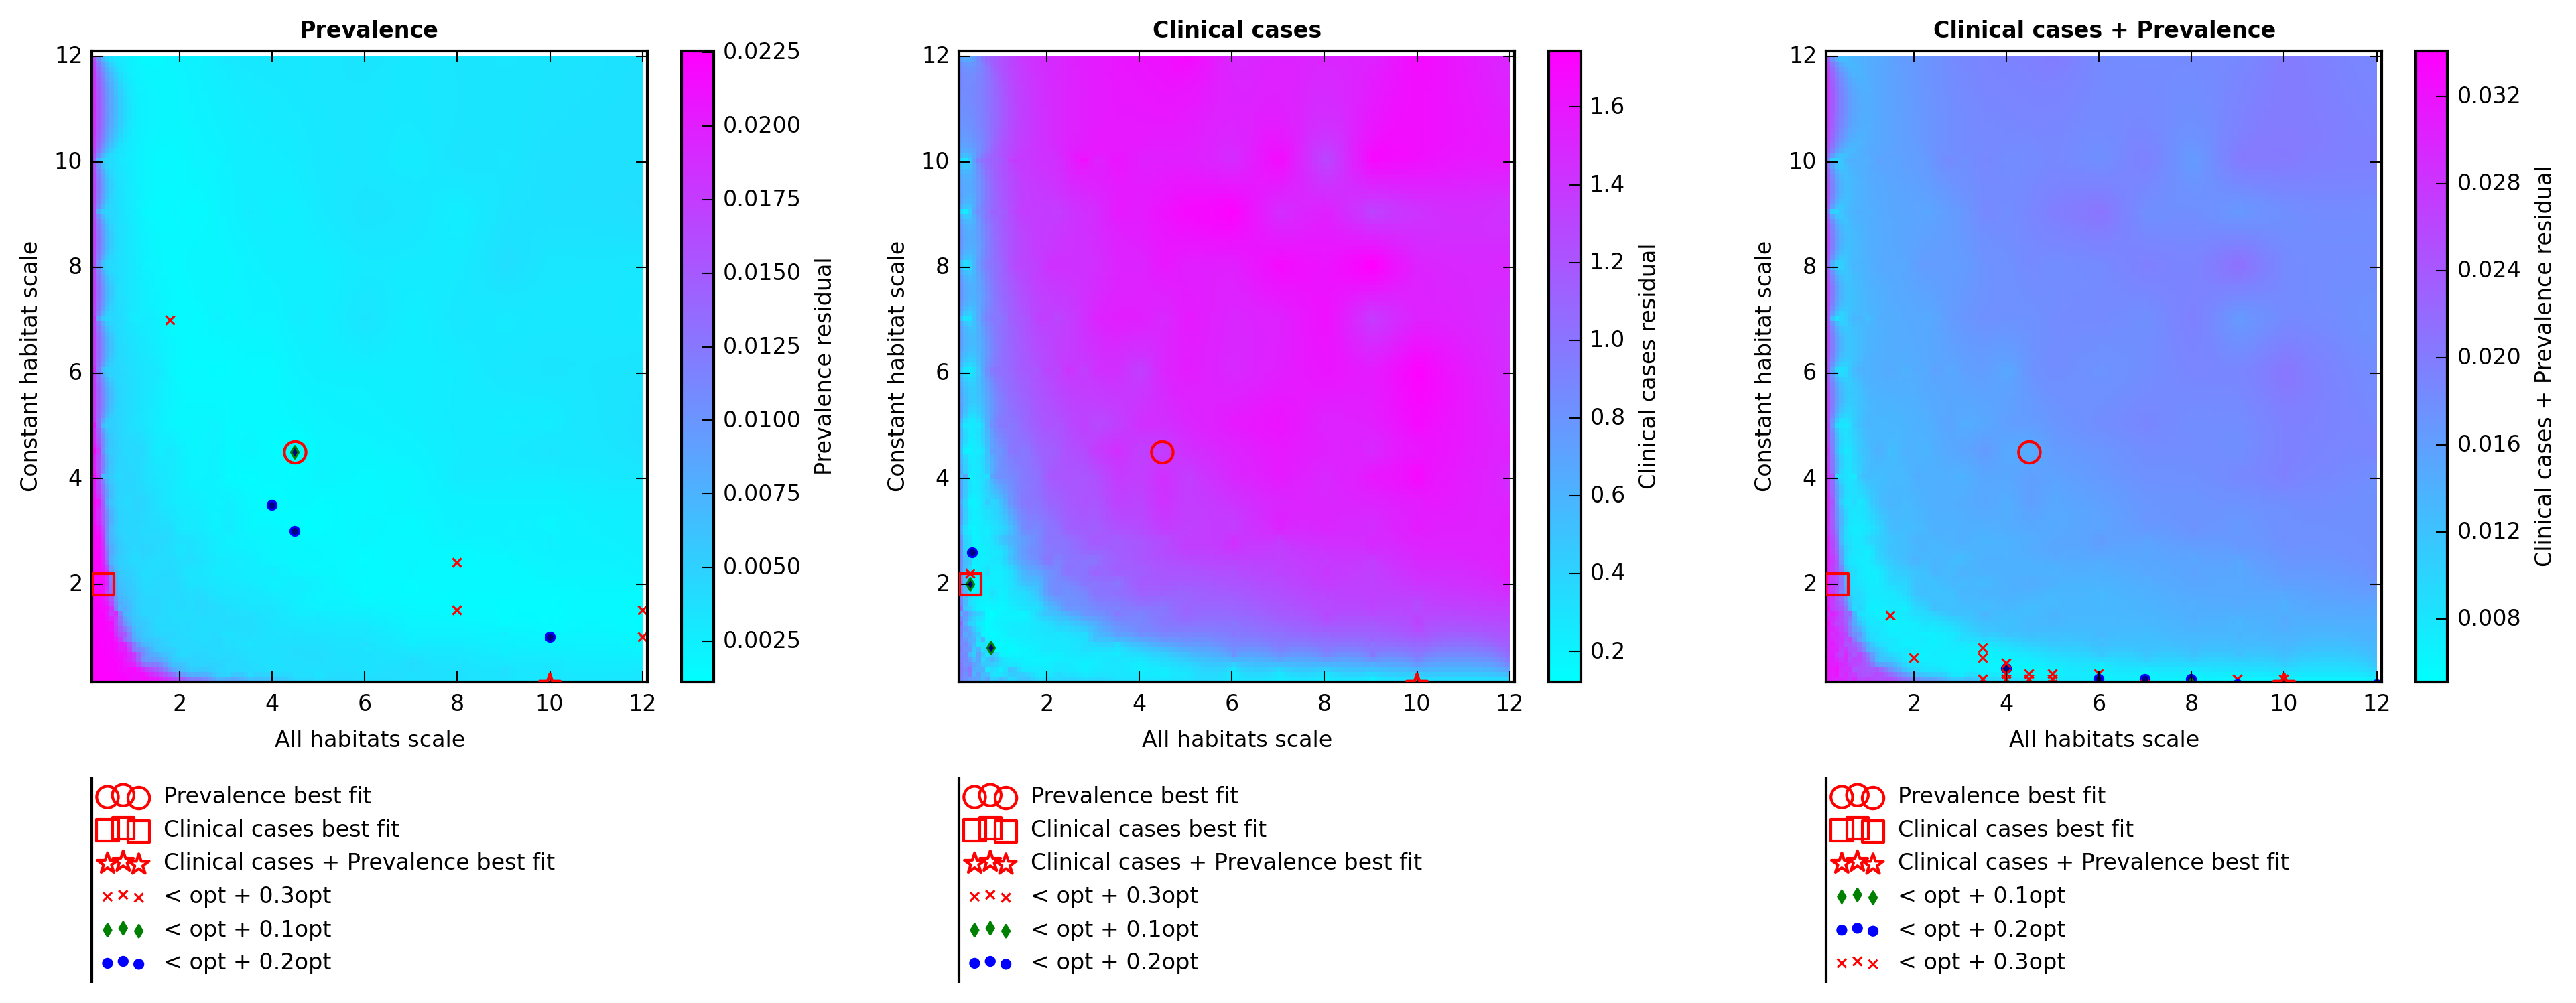 Prevalence
12
10
8
6
4
2
Constant habitat scale
2 4 6 8 10 12
All habitats scale
0.0225
0.0200
0.0175
0.0150
0.0125
0.0100
0.0075
0.0050
0.0025
Prevalence residual
Prevalence best fit
Clinical cases best fit
Clinical cases + Prevalence best fit
< opt + 0.3opt
< opt + 0.1opt
< opt + 0.2opt
Clinical cases
12
10
8
6
4
2
Constant habitat scale
2 4 6 8 10 12
All habitats scale
1.6
1.4
1.2
1.0
0.8
0.6
0.4
0.2
Clinical cases residual
Prevalence best fit
Clinical cases best fit
Clinical cases + Prevalence best fit
< opt + 0.3opt
< opt + 0.1opt
< opt + 0.2opt
Clinical cases + Prevalence
12
10
8
6
4
2
Constant habitat scale
2 4 6 8 10 12
All habitats scale
0.032
0.028
0.024
0.020
0.016
0.012
0.008
Clinical cases + Prevalence residual
Prevalence best fit
Clinical cases best fit
Clinical cases + Prevalence best fit
< opt + 0.1opt
< opt + 0.2opt
< opt + 0.3opt